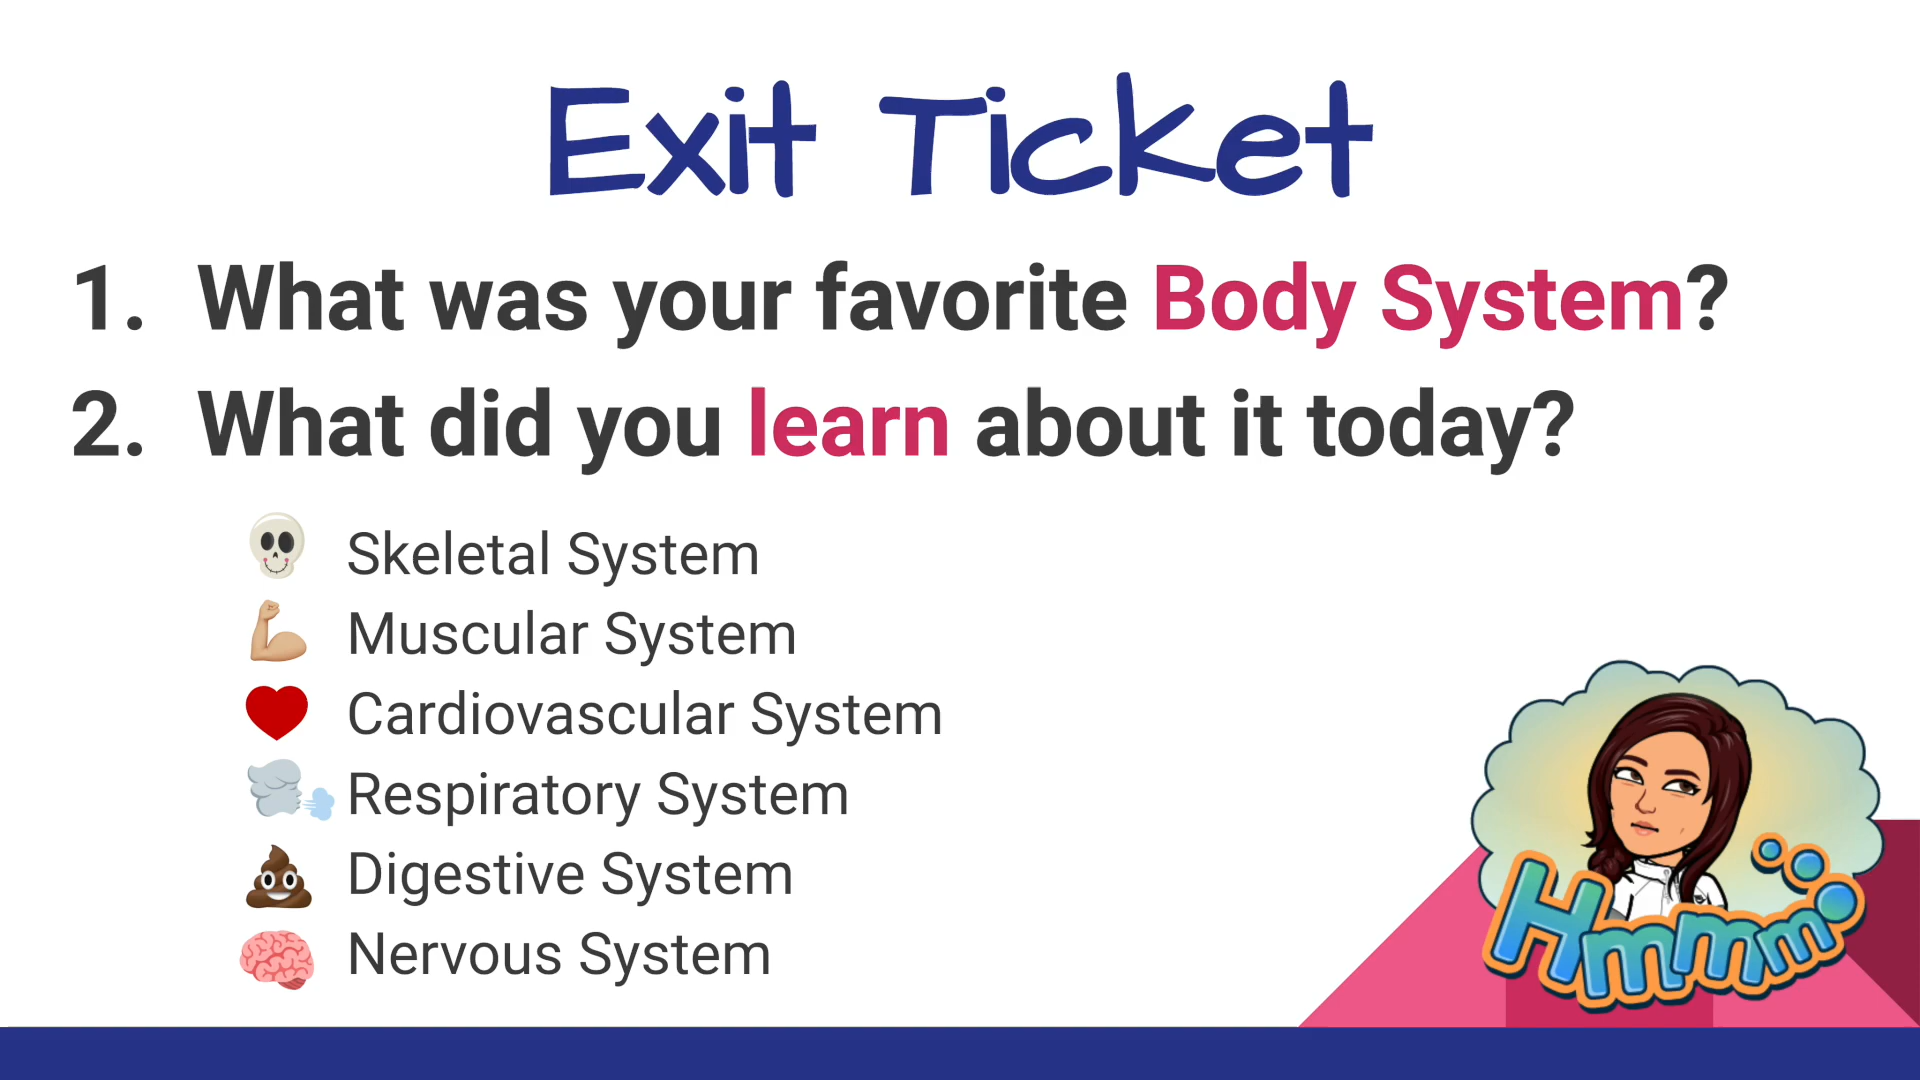 Exit Ticket
1. What was your favorite Body System?
2. What did you learn about it today?
Skeletal System
Muscular System
Cardiovascular System
Respiratory System
Digestive System
Nervous System
Hmmmm